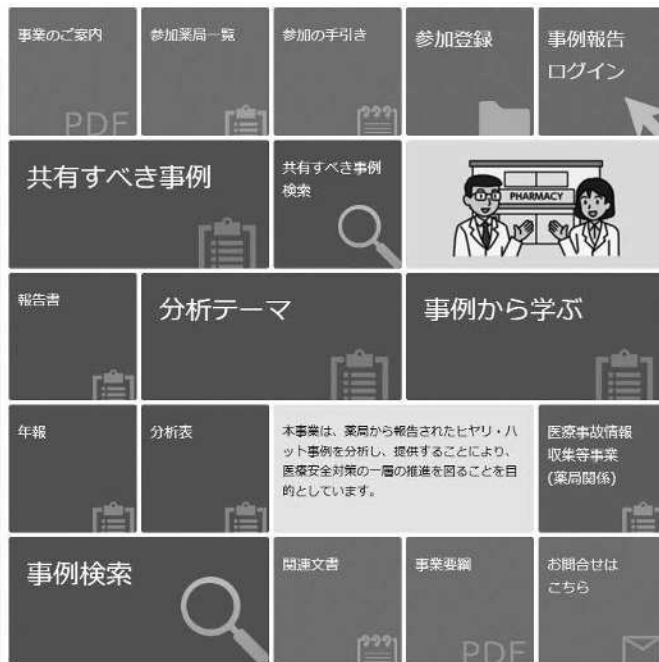 事業のご案内
PDF
参加薬局一覧
参加の手引き
参加登録
事例報告
ログイン
共有すべき事例
共有すべき事例
検索
PHARMACY
報告書
分析テーマ
事例から学ぶ
年報
分析表
本事業は、薬局から報告されたヒヤリ・ハ
ット事例を分析し、提供することにより、
医療安全対策の一層の推進を図ることを目
的としています。
医療事故情報
収集等事業
(薬局関係)
事例検索
関連文書
事業要綱
PDF
お問合せは
こちら